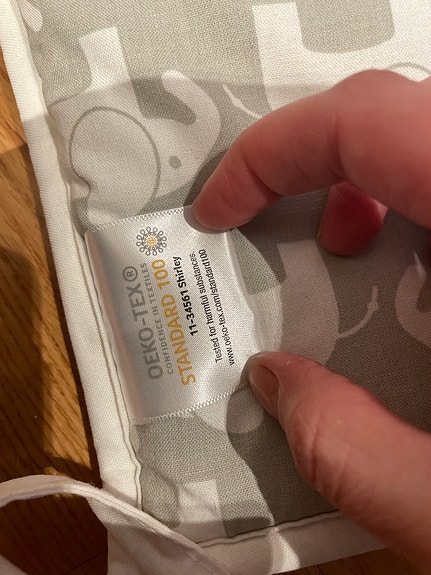 OEKO-TEX®
CONFIDENCE IN TEXTILES
STANDARD 100
11-34561 Shirley
Tested for harmful substances.
www.oeko-tex.com/standard100